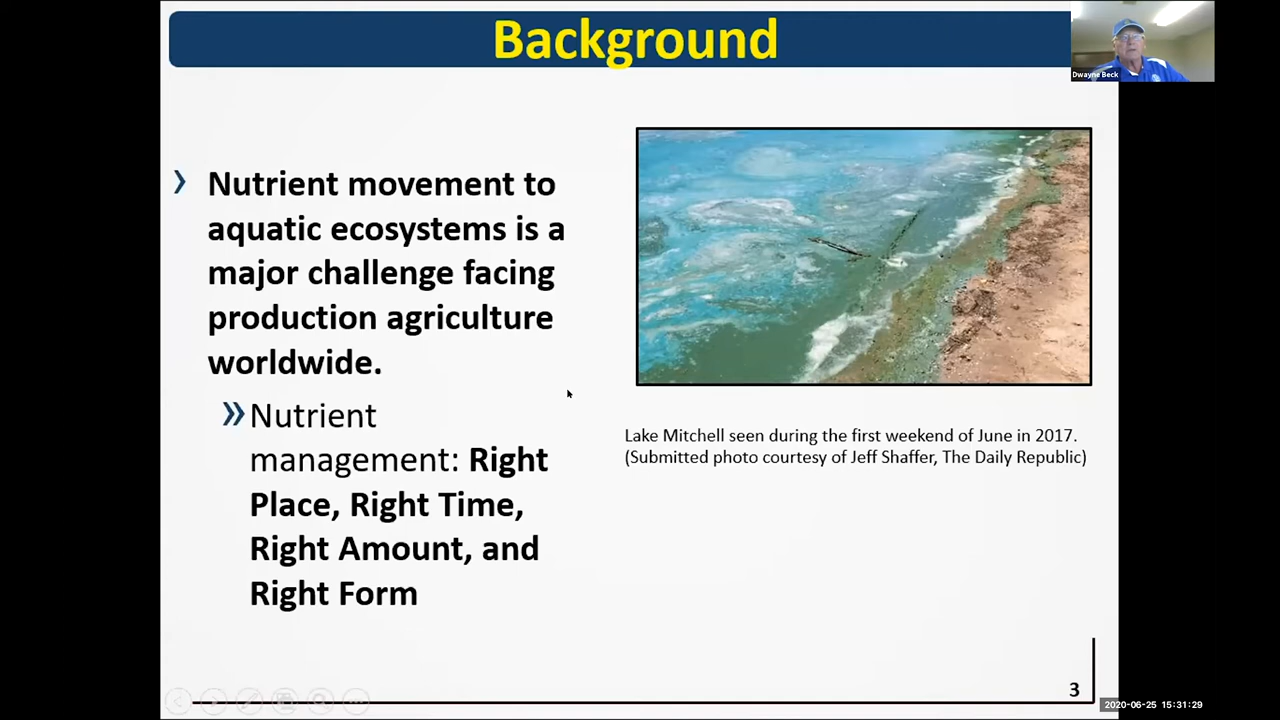 Background
Dwayne Beck
Nutrient movement to
aquatic ecosystems is a
major challenge facing
production agriculture
worldwide.
Nutrient
management: Right
Place, Right Time,
Right Amount, and
Right Form
Lake Mitchell seen during the first weekend of June in 2017.
(Submitted photo courtesy of Jeff Shaffer, The Daily Republic)
3
2020-06-25 15:31:29